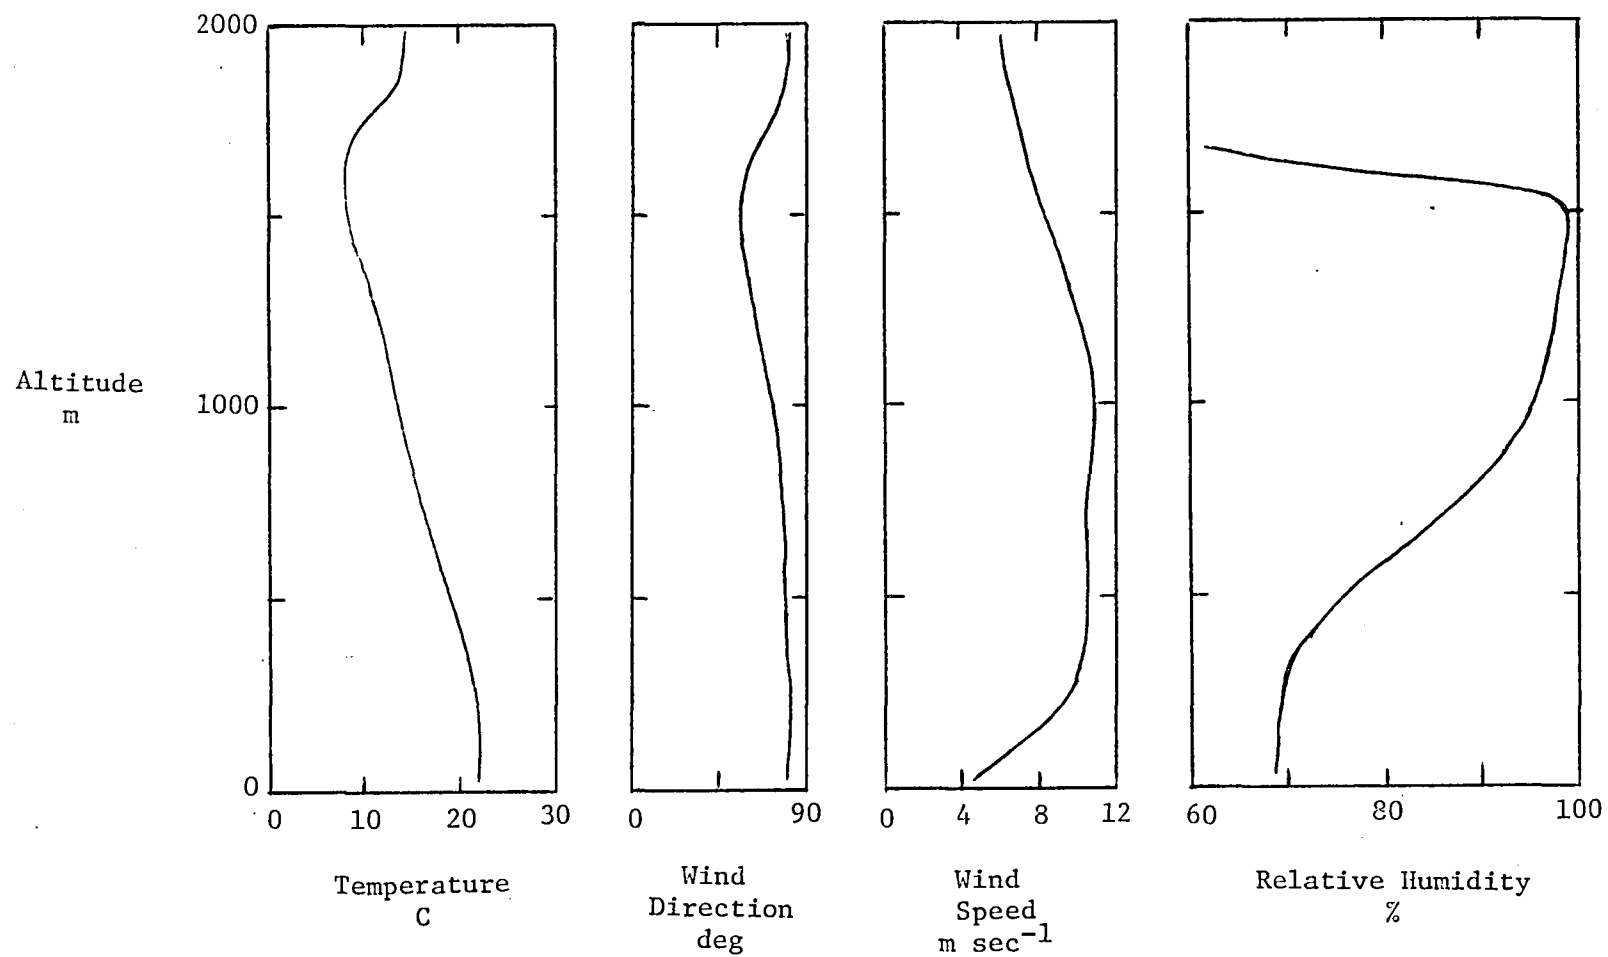 2000
Altitude
m
1000
0
0 10 20 30
0 90
0 4 8 12
60 80 100
Temperature
C
Wind
Direction
deg
Wind
Speed
m sec⁻¹
Relative Humidity
%